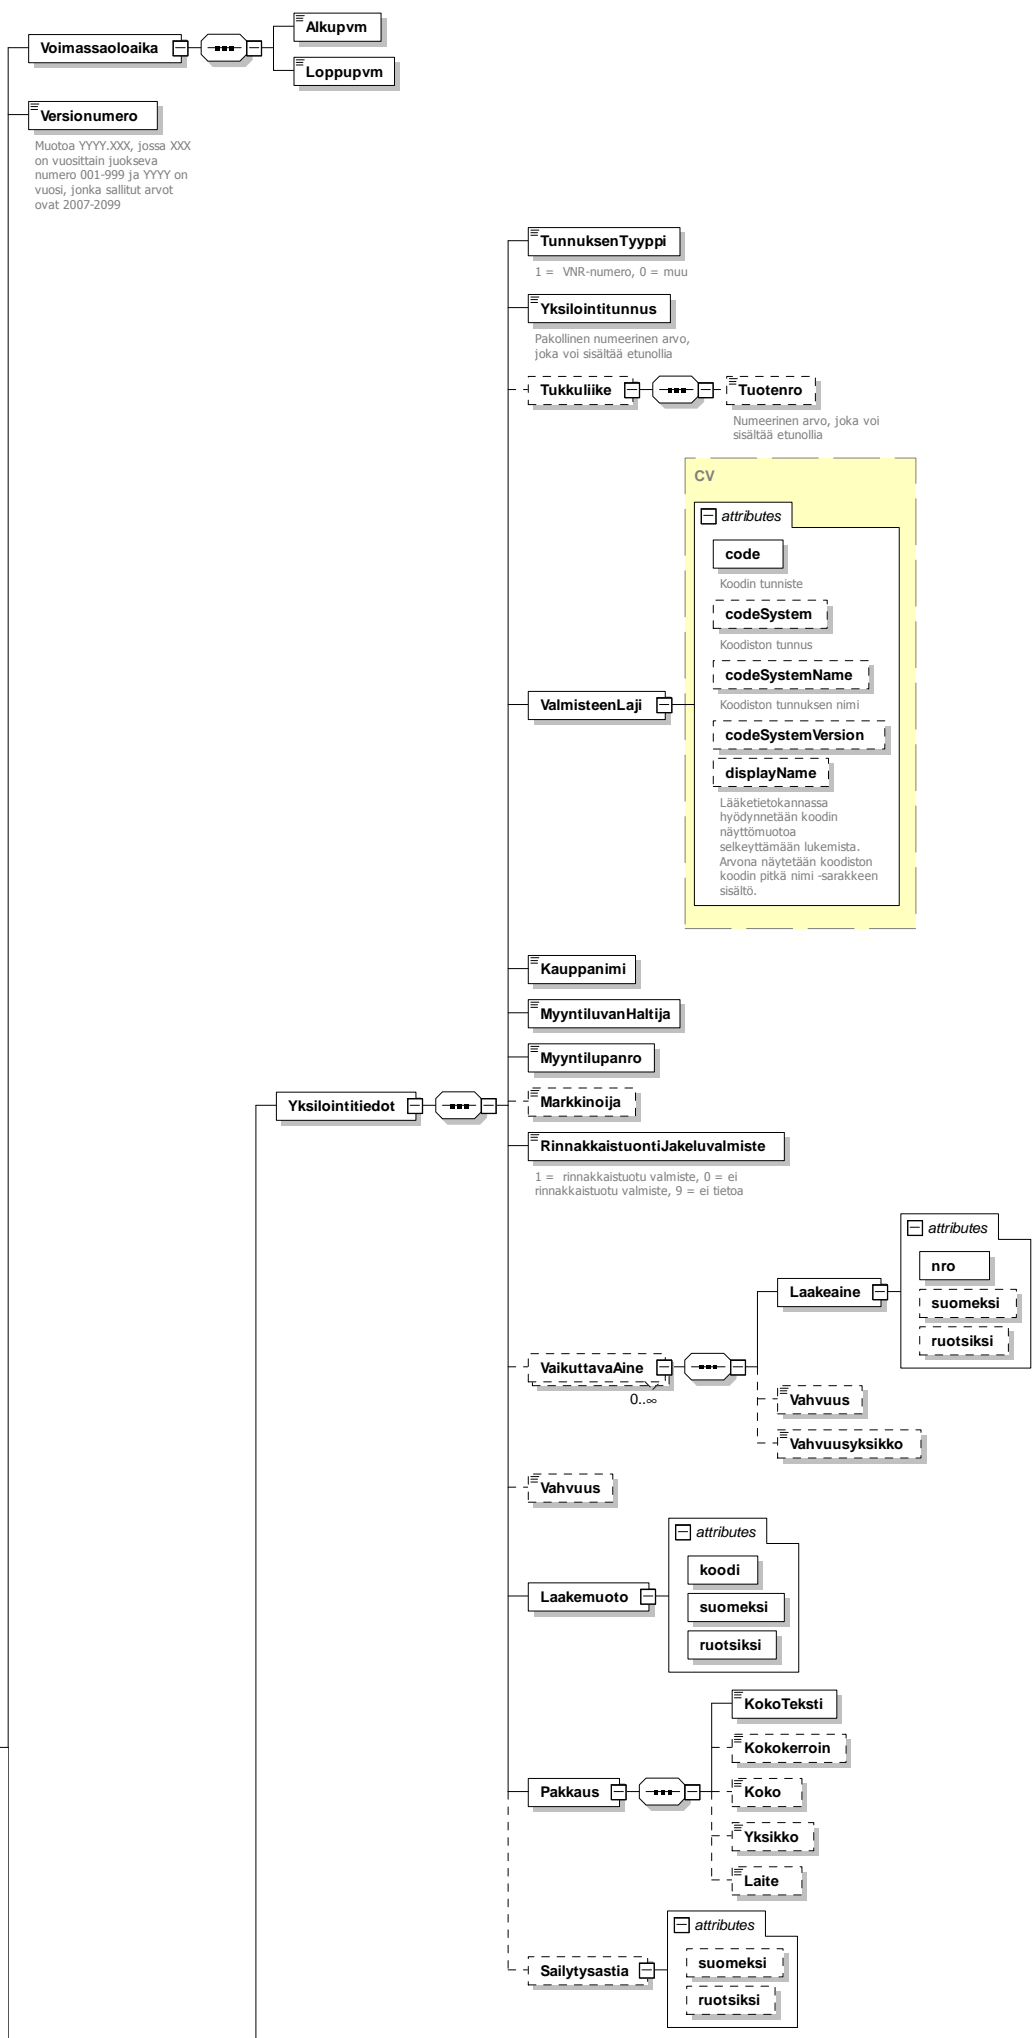 Voimassaoloaika
Alkupvm
Loppupvm
Versionumero
Muotoa YYYY.XXX, jossa XXX
on vuosittain juokseva
numero 001-999 ja YYYY on
vuosi, jonka sallitut arvot
ovat 2007-2099
TunnuksenTyyppi
1 = VNR-numero, 0 = muu
Yksilointitunnus
Pakollinen numeerinen arvo,
joka voi sisältää etunollia
Tukkuliike
Tuotenro
Numeerinen arvo, joka voi
sisältää etunollia
CV
attributes
code
Koodin tunniste
codeSystem
Koodiston tunnus
codeSystemName
Koodiston tunnuksen nimi
ValmisteenLaji
codeSystemVersion
displayName
Lääketietokannassa
hyödynnetään koodin
näyttömuotoa
selkeyttämään lukemista.
Arvona näytetään koodiston
koodin pitkä nimi -sarakkeen
sisältö.
Kauppanimi
MyyntiluvanHaltija
Myyntilupanro
Yksilointitiedot
Markkinoija
RinnakkaistuontiJakeluvalmiste
1 = rinnakkaistuotu valmiste, 0 = ei
rinnakkaistuotu valmiste, 9 = ei tietoa
attributes
nro
Laakeaine
suomeksi
ruotsiksi
VaikuttavaAine
0..∞
Vahvuus
Vahvuusyksikko
Vahvuus
attributes
koodi
Laakemuoto
suomeksi
ruotsiksi
KokoTeksti
Kokokerroin
Pakkaus
Koko
Yksikko
Laite
attributes
suomeksi
Sailytysastia
ruotsiksi